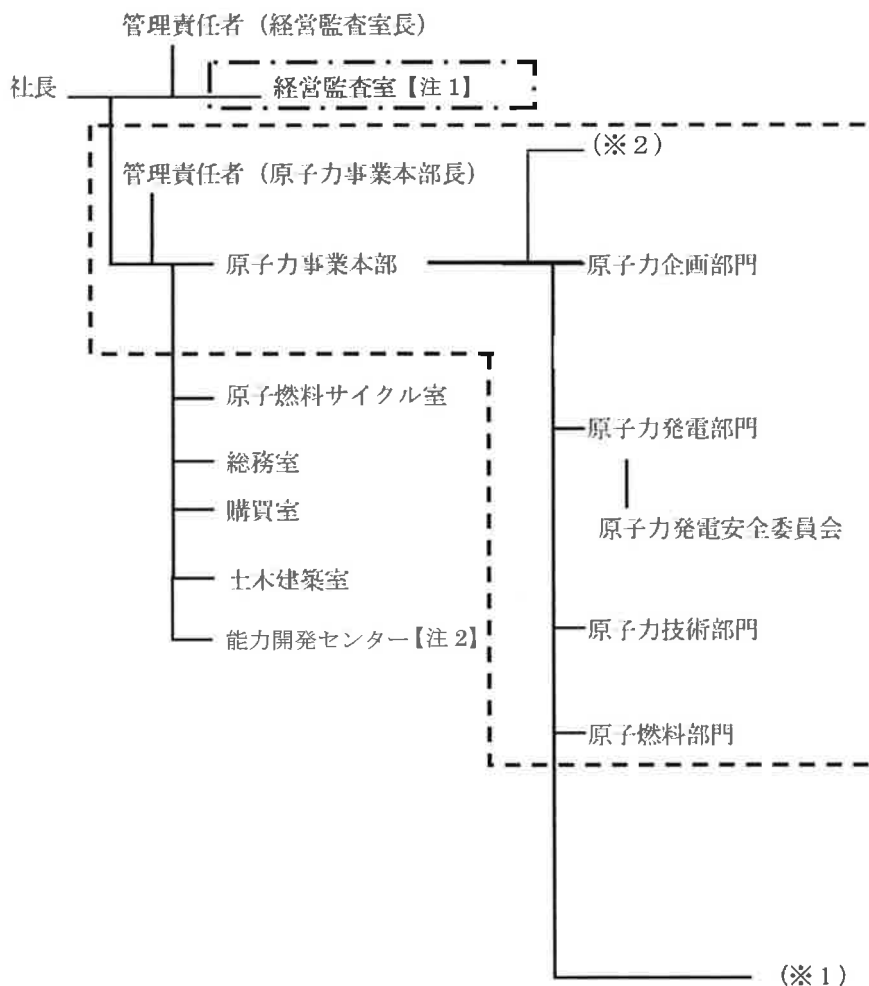 管理責任者（経営監査室長）
社長
経営監査室【注1】
（※2）
管理責任者（原子力事業本部長）
原子力事業本部
原子力企画部門
原子燃料サイクル室
原子力発電部門
総務室
購買室
原子力発電安全委員会
土木建築室
能力開発センター【注2】
原子力技術部門
原子燃料部門
（※1）